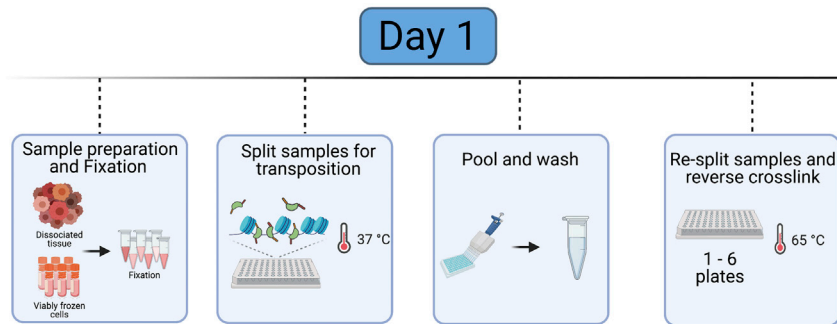 Day 1
Sample preparation
and Fixation
Dissociated
tissue
Fixation
Viably frozen
cells
Split samples for
transposition
37 °C
Pool and wash
Re-split samples and
reverse crosslink
65 °C
1 - 6
plates